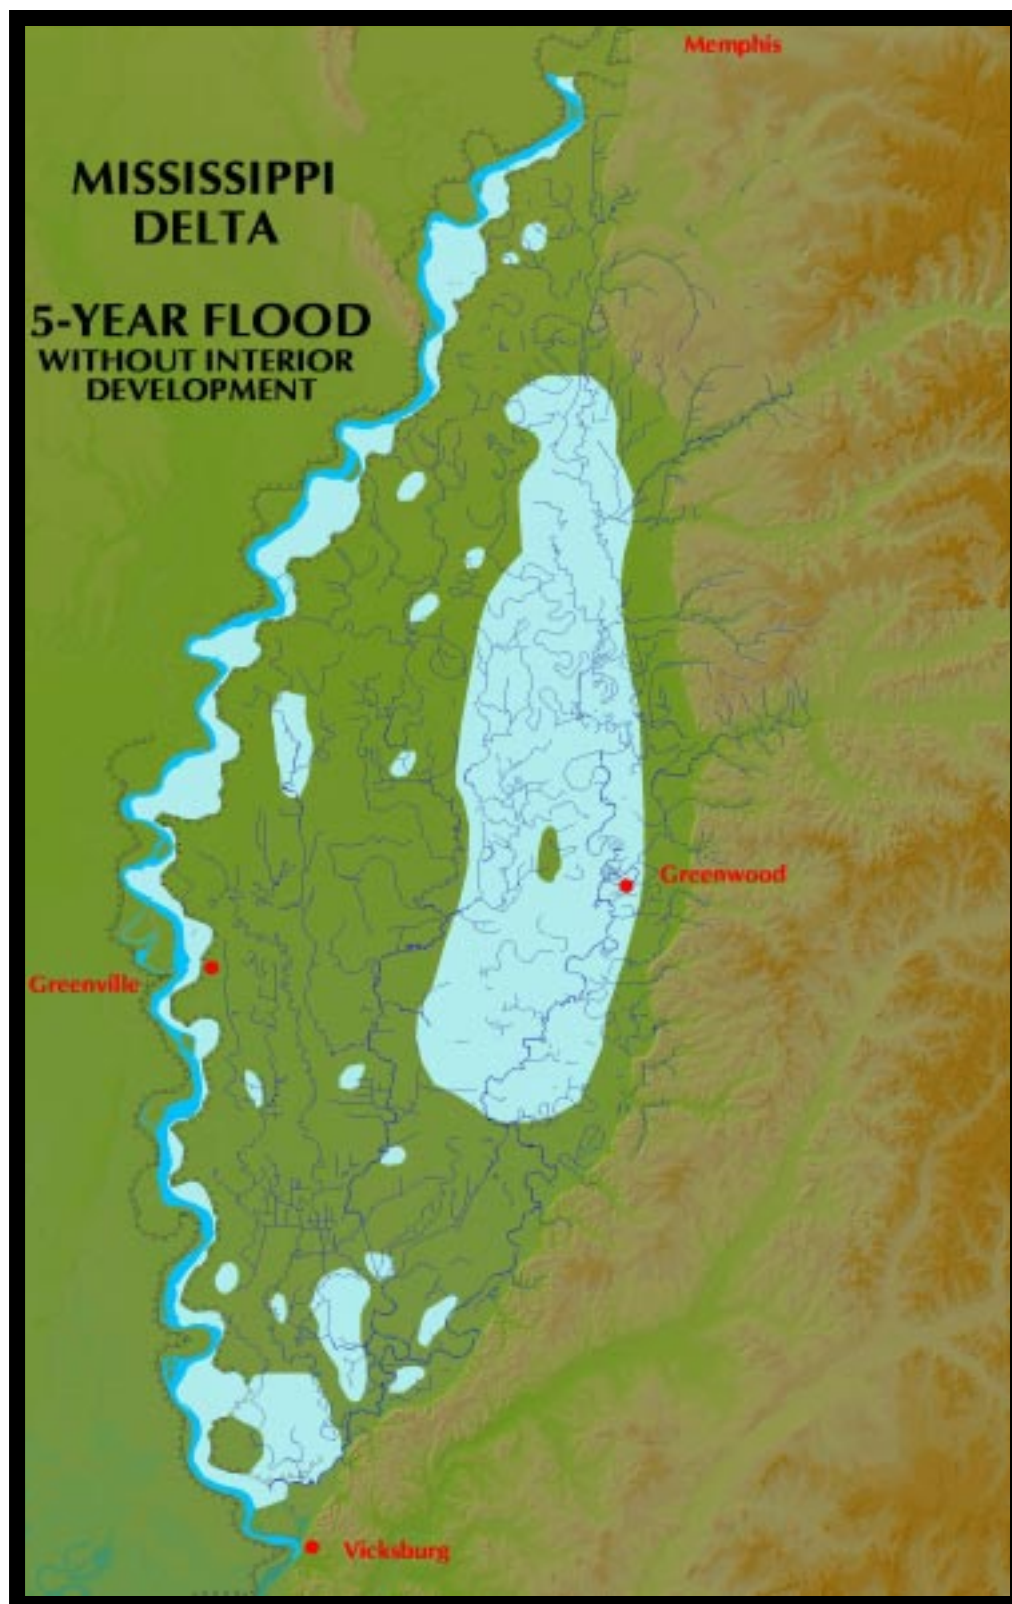 Memphis
MISSISSIPPI
DELTA
5-YEAR FLOOD
WITHOUT INTERIOR
DEVELOPMENT
Greenwood
Greenville
Vicksburg